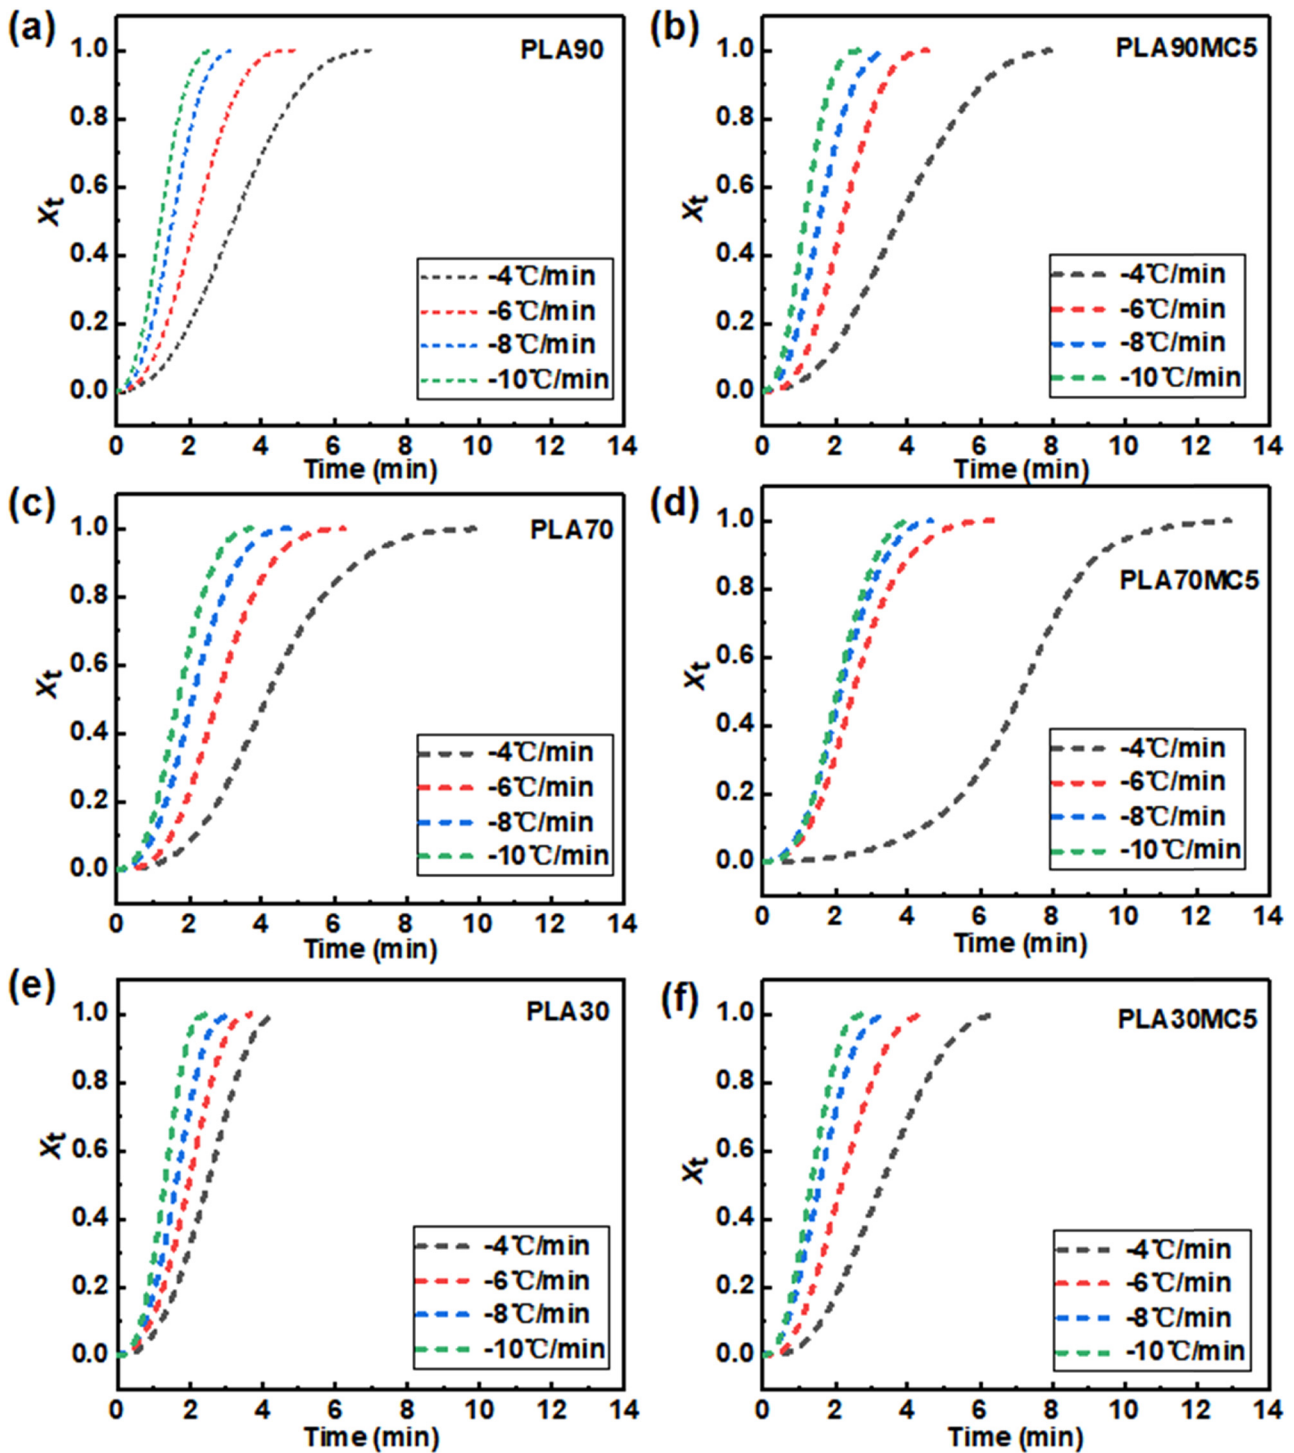 (a)
PLA90
1.0
0.8
0.6
0.4
0.2
0.0
Xt
-4℃/min
-6℃/min
-8℃/min
-10℃/min
0 2 4 6 8 10 12 14
Time (min)
(b)
PLA90MC5
1.0
0.8
0.6
0.4
0.2
0.0
Xt
-4℃/min
-6℃/min
-8℃/min
-10℃/min
0 2 4 6 8 10 12 14
Time (min)
(c)
PLA70
1.0
0.8
0.6
0.4
0.2
0.0
Xt
-4℃/min
-6℃/min
-8℃/min
-10℃/min
0 2 4 6 8 10 12 14
Time (min)
(d)
PLA70MC5
1.0
0.8
0.6
0.4
0.2
0.0
Xt
-4℃/min
-6℃/min
-8℃/min
-10℃/min
0 2 4 6 8 10 12 14
Time (min)
(e)
PLA30
1.0
0.8
0.6
0.4
0.2
0.0
Xt
-4℃/min
-6℃/min
-8℃/min
-10℃/min
0 2 4 6 8 10 12 14
Time (min)
(f)
PLA30MC5
1.0
0.8
0.6
0.4
0.2
0.0
Xt
-4℃/min
-6℃/min
-8℃/min
-10℃/min
0 2 4 6 8 10 12 14
Time (min)